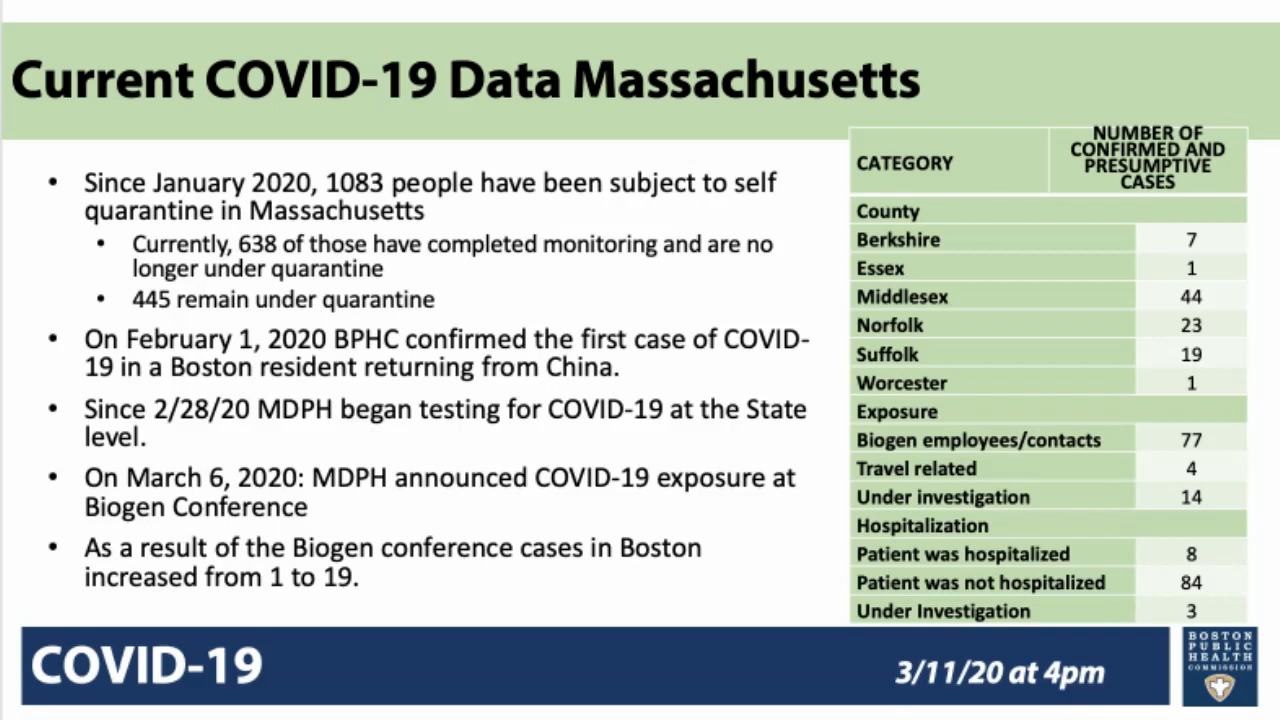 Current COVID-19 Data Massachusetts
• Since January 2020, 1083 people have been subject to self
quarantine in Massachusetts
• Currently, 638 of those have completed monitoring and are no
longer under quarantine
• 445 remain under quarantine
• On February 1, 2020 BPHC confirmed the first case of COVID-
19 in a Boston resident returning from China.
• Since 2/28/20 MDPH began testing for COVID-19 at the State
level.
• On March 6, 2020: MDPH announced COVID-19 exposure at
Biogen Conference
• As a result of the Biogen conference cases in Boston
increased from 1 to 19.
CATEGORY
NUMBER OF
CONFIRMED AND
PRESUMPTIVE
CASES
County
Berkshire 7
Essex 1
Middlesex 44
Norfolk 23
Suffolk 19
Worcester 1
Exposure
Biogen employees/contacts 77
Travel related 4
Under investigation 14
Hospitalization
Patient was hospitalized 8
Patient was not hospitalized 84
Under Investigation 3
COVID-19
3/11/20 at 4pm
BOSTON
PUBLIC
HEALTH
COMMISSION